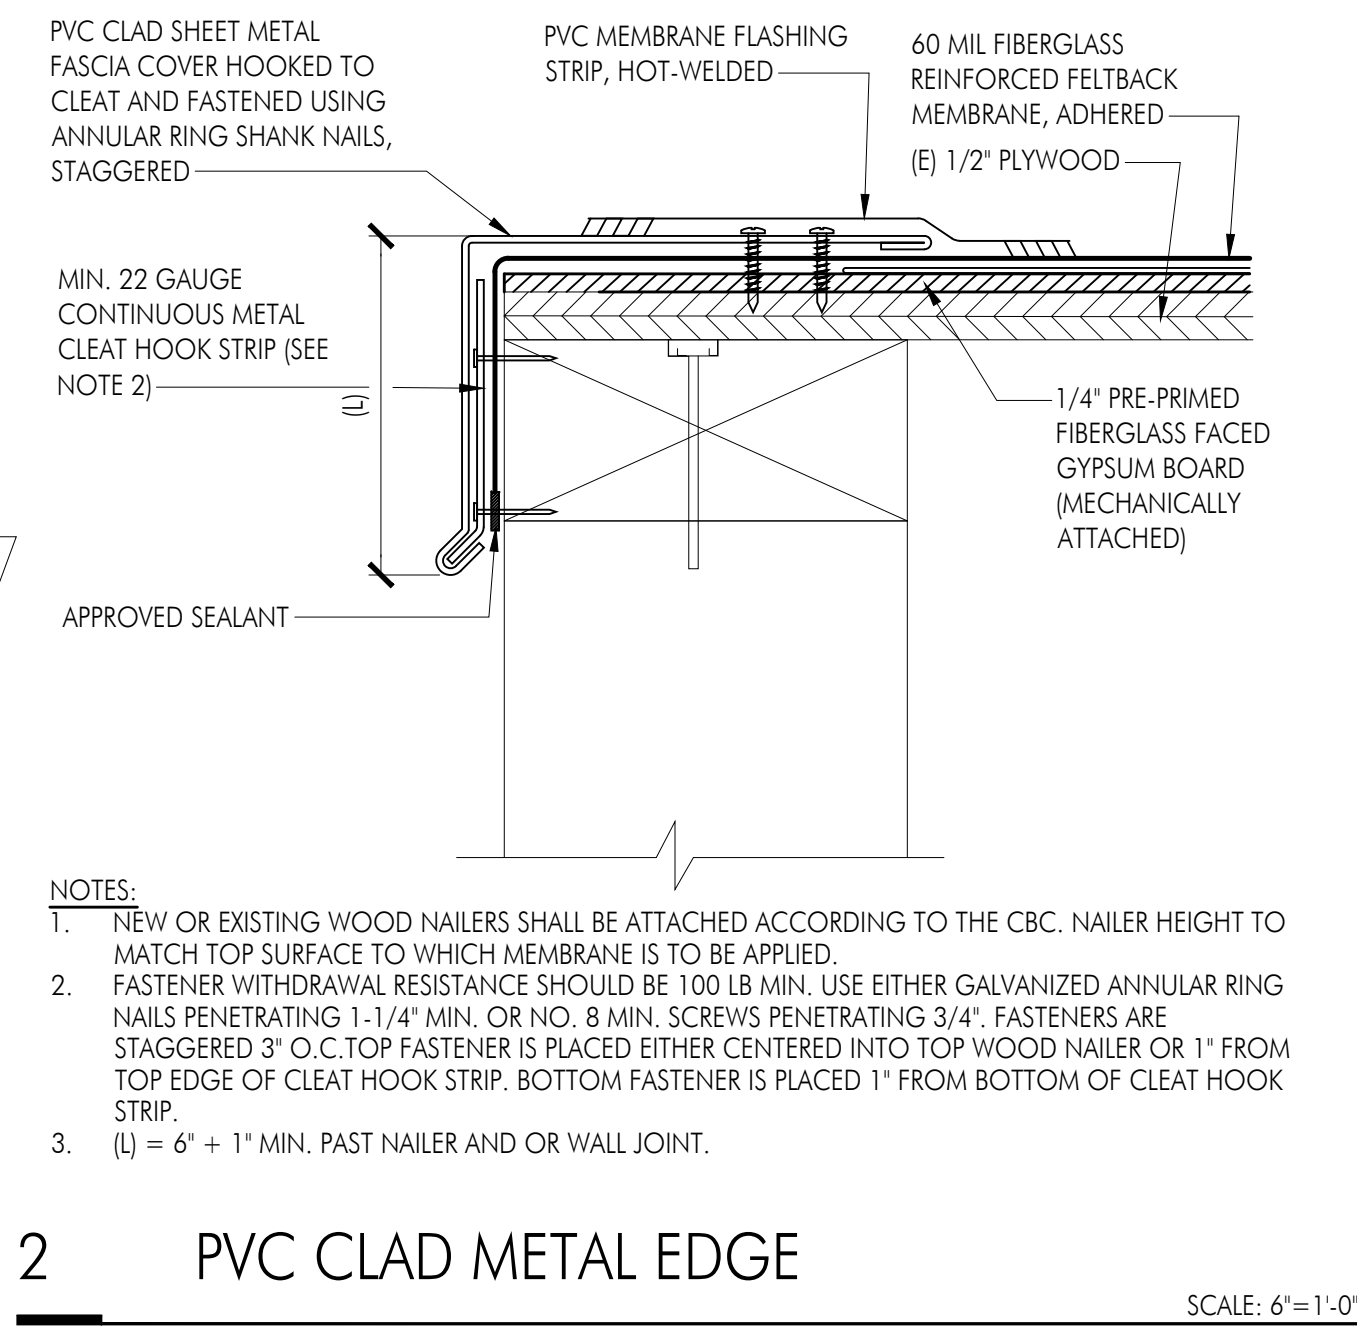 PVC CLAD SHEET METAL
FASCIA COVER HOOKED TO
CLEAT AND FASTENED USING
ANNULAR RING SHANK NAILS,
STAGGERED
PVC MEMBRANE FLASHING
STRIP, HOT-WELDED
60 MIL FIBERGLASS
REINFORCED FELTBACK
MEMBRANE, ADHERED
(E) 1/2" PLYWOOD
MIN. 22 GAUGE
CONTINUOUS METAL
CLEAT HOOK STRIP (SEE
NOTE 2)
(L)
1/4" PRE-PRIMED
FIBERGLASS FACED
GYPSUM BOARD
(MECHANICALLY
ATTACHED)
APPROVED SEALANT
NOTES:
1. NEW OR EXISTING WOOD NAILERS SHALL BE ATTACHED ACCORDING TO THE CBC. NAILER HEIGHT TO
MATCH TOP SURFACE TO WHICH MEMBRANE IS TO BE APPLIED.
2. FASTENER WITHDRAWAL RESISTANCE SHOULD BE 100 LB MIN. USE EITHER GALVANIZED ANNULAR RING
NAILS PENETRATING 1-1/4" MIN. OR NO. 8 MIN. SCREWS PENETRATING 3/4". FASTENERS ARE
STAGGERED 3" O.C.TOP FASTENER IS PLACED EITHER CENTERED INTO TOP WOOD NAILER OR 1" FROM
TOP EDGE OF CLEAT HOOK STRIP. BOTTOM FASTENER IS PLACED 1" FROM BOTTOM OF CLEAT HOOK
STRIP.
3. (L) = 6" + 1" MIN. PAST NAILER AND OR WALL JOINT.
2 PVC CLAD METAL EDGE
SCALE: 6"=1'-0"